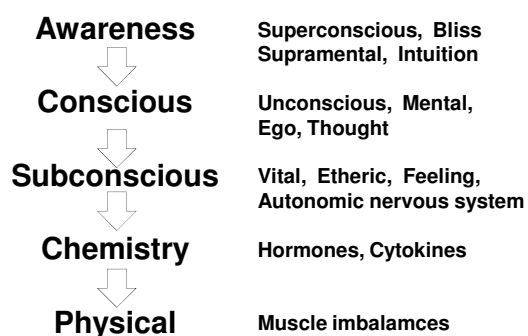 Awareness
Superconscious, Bliss
Supramental, Intuition
Conscious
Unconscious, Mental,
Ego, Thought
Subconscious
Vital, Etheric, Feeling,
Autonomic nervous system
Chemistry
Hormones, Cytokines
Physical
Muscle imbalamces